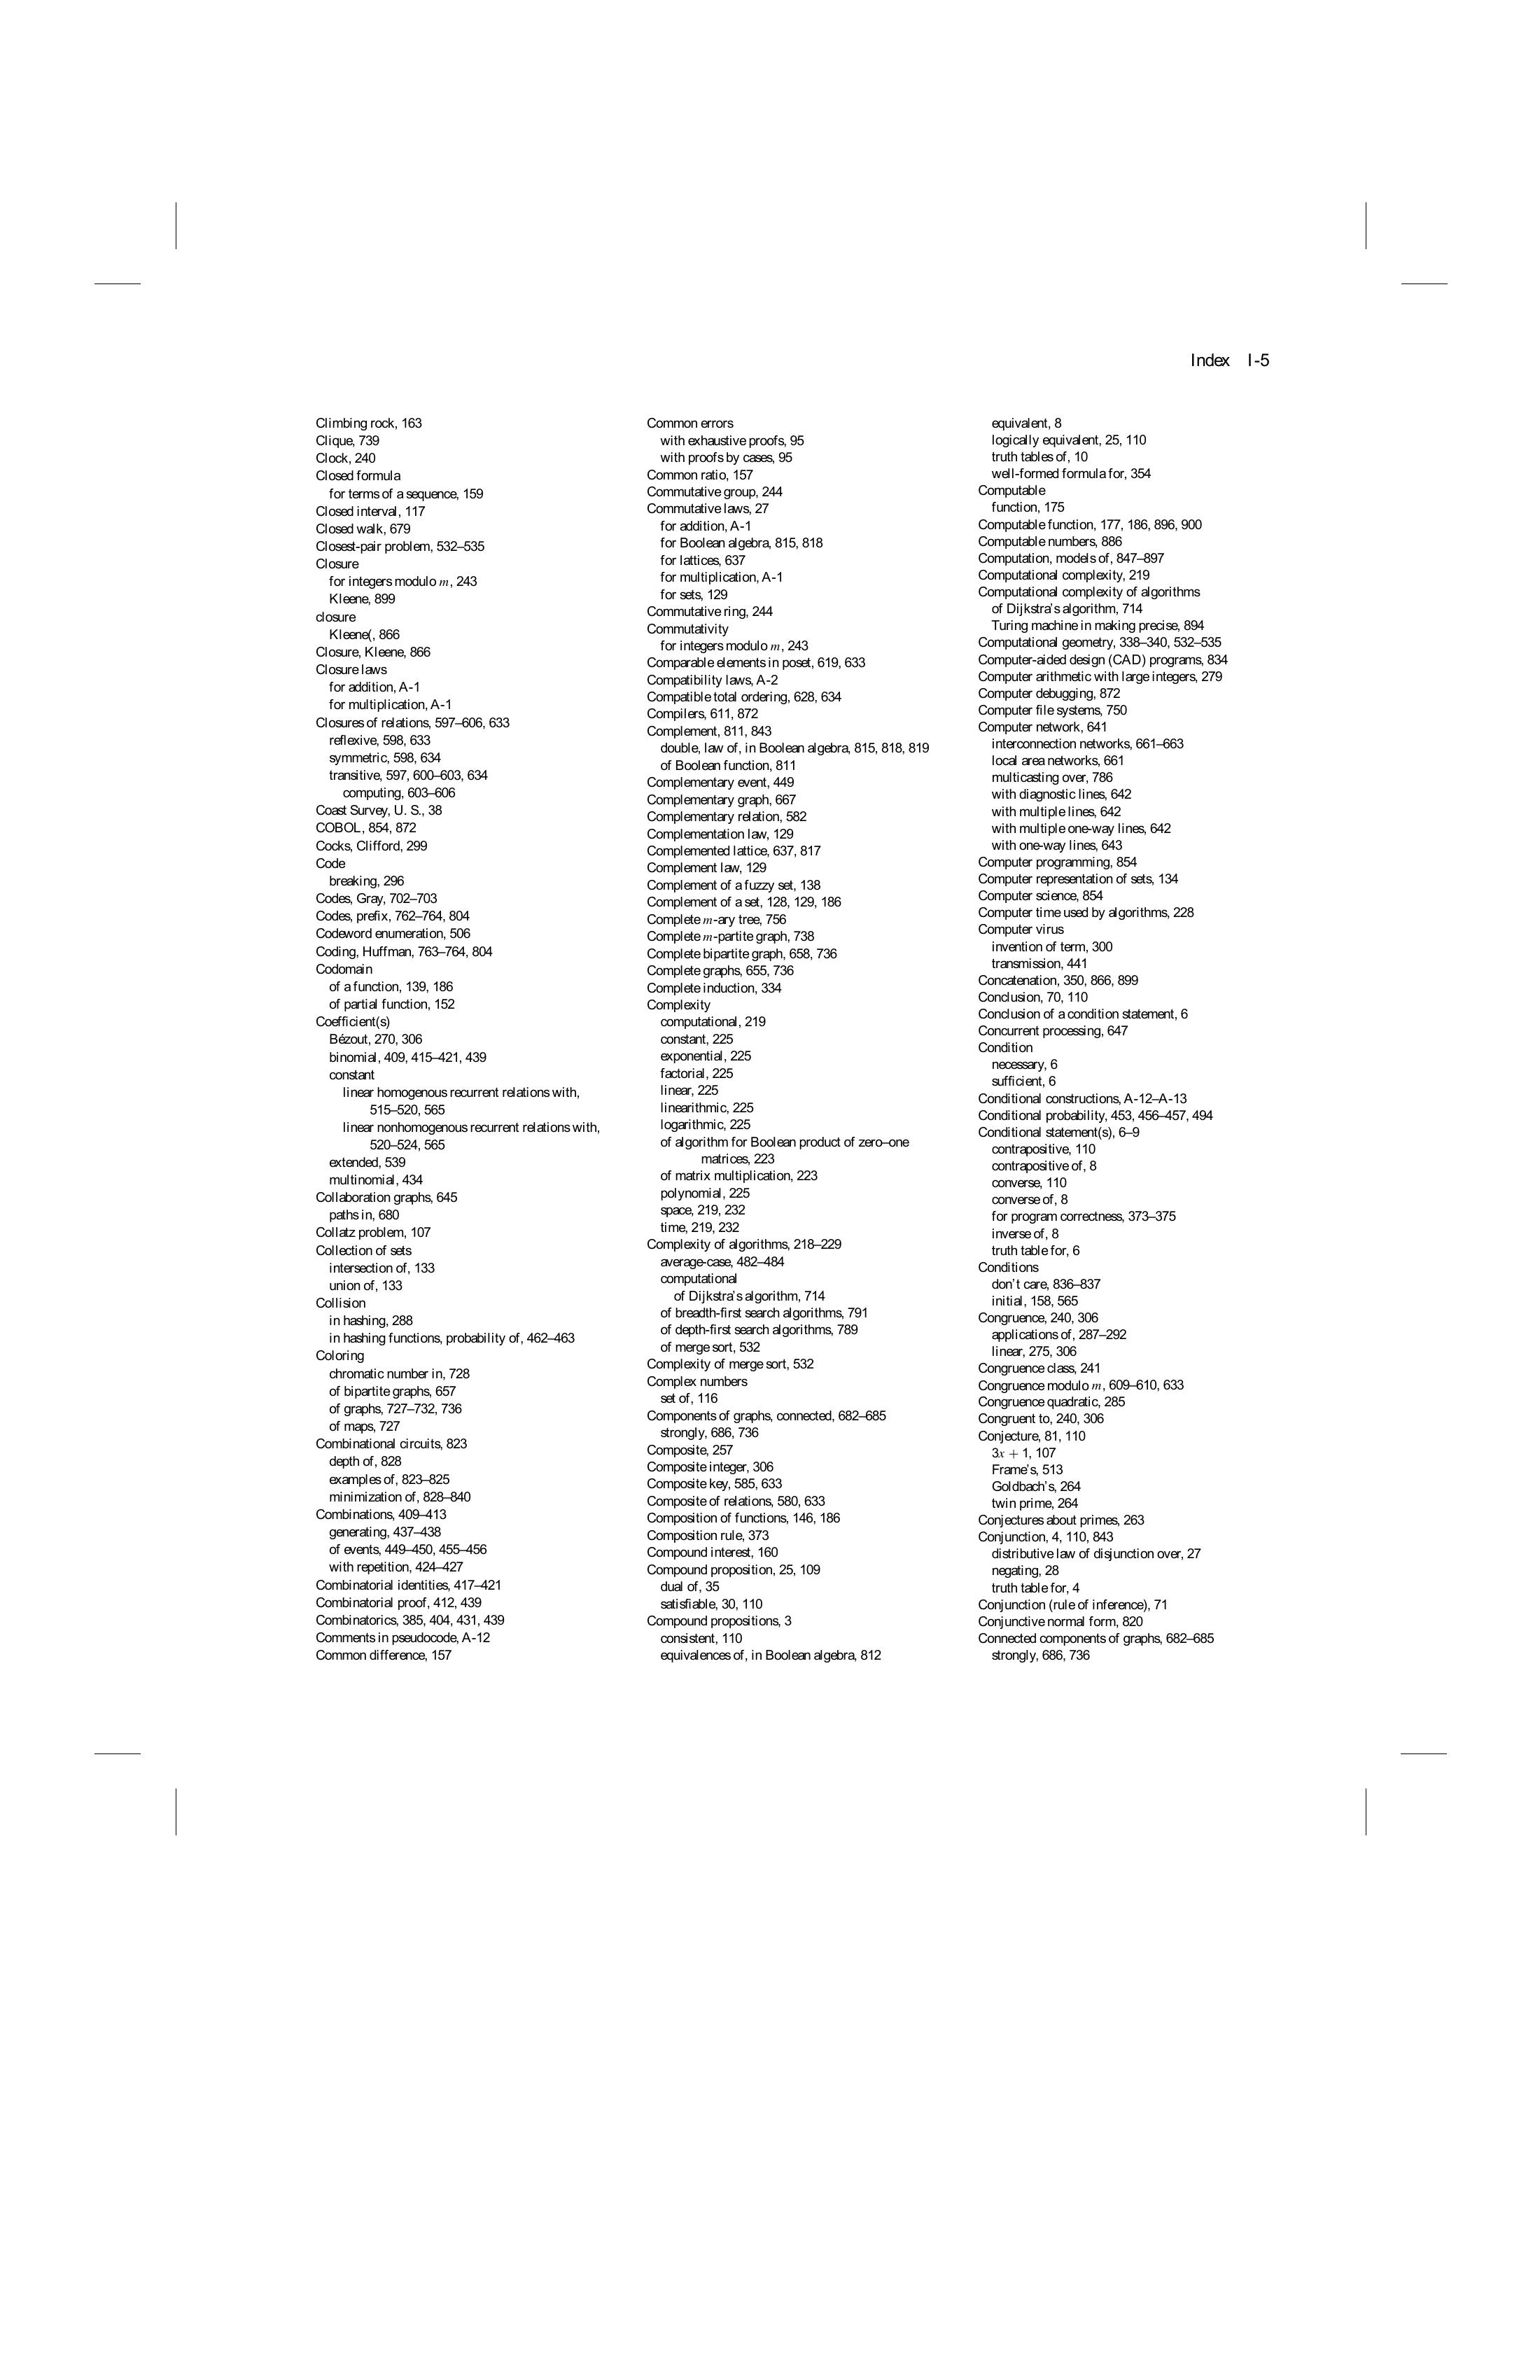 Index I-5
Climbing rock, 163
Clique, 739
Clock, 240
Closed formula
for terms of a sequence, 159
Closed interval, 117
Closed walk, 679
Closest-pair problem, 532–535
Closure
for integers modulo m, 243
Kleene, 899
closure
Kleene(, 866
Closure, Kleene, 866
Closure laws
for addition, A-1
for multiplication, A-1
Closures of relations, 597–606, 633
reflexive, 598, 633
symmetric, 598, 634
transitive, 597, 600–603, 634
computing, 603–606
Coast Survey, U. S., 38
COBOL, 854, 872
Cocks, Clifford, 299
Code
breaking, 296
Codes, Gray, 702–703
Codes, prefix, 762–764, 804
Codeword enumeration, 506
Coding, Huffman, 763–764, 804
Codomain
of a function, 139, 186
of partial function, 152
Coefficient(s)
Bézout, 270, 306
binomial, 409, 415–421, 439
constant
linear homogenous recurrent relations with,
515–520, 565
linear nonhomogenous recurrent relations with,
520–524, 565
extended, 539
multinomial, 434
Collaboration graphs, 645
paths in, 680
Collatz problem, 107
Collection of sets
intersection of, 133
union of, 133
Collision
in hashing, 288
in hashing functions, probability of, 462–463
Coloring
chromatic number in, 728
of bipartite graphs, 657
of graphs, 727–732, 736
of maps, 727
Combinational circuits, 823
depth of, 828
examples of, 823–825
minimization of, 828–840
Combinations, 409–413
generating, 437–438
of events, 449–450, 455–456
with repetition, 424–427
Combinatorial identities, 417–421
Combinatorial proof, 412, 439
Combinatorics, 385, 404, 431, 439
Comments in pseudocode, A-12
Common difference, 157
Common errors
with exhaustive proofs, 95
with proofs by cases, 95
Common ratio, 157
Commutative group, 244
Commutative laws, 27
for addition, A-1
for Boolean algebra, 815, 818
for lattices, 637
for multiplication, A-1
for sets, 129
Commutative ring, 244
Commutativity
for integers modulo m, 243
Comparable elements in poset, 619, 633
Compatibility laws, A-2
Compatible total ordering, 628, 634
Compilers, 611, 872
Complement, 811, 843
double, law of, in Boolean algebra, 815, 818, 819
of Boolean function, 811
Complementary event, 449
Complementary graph, 667
Complementary relation, 582
Complementation law, 129
Complemented lattice, 637, 817
Complement law, 129
Complement of a fuzzy set, 138
Complement of a set, 128, 129, 186
Complete m-ary tree, 756
Complete m-partite graph, 738
Complete bipartite graph, 658, 736
Complete graphs, 655, 736
Complete induction, 334
Complexity
computational, 219
constant, 225
exponential, 225
factorial, 225
linear, 225
linearithmic, 225
logarithmic, 225
of algorithm for Boolean product of zero–one
matrices, 223
of matrix multiplication, 223
polynomial, 225
space, 219, 232
time, 219, 232
Complexity of algorithms, 218–229
average-case, 482–484
computational
of Dijkstra's algorithm, 714
of breadth-first search algorithms, 791
of depth-first search algorithms, 789
of merge sort, 532
Complexity of merge sort, 532
Complex numbers
set of, 116
Components of graphs, connected, 682–685
strongly, 686, 736
Composite, 257
Composite integer, 306
Composite key, 585, 633
Composite of relations, 580, 633
Composition of functions, 146, 186
Composition rule, 373
Compound interest, 160
Compound proposition, 25, 109
dual of, 35
satisfiable, 30, 110
Compound propositions, 3
consistent, 110
equivalences of, in Boolean algebra, 812
equivalent, 8
logically equivalent, 25, 110
truth tables of, 10
well-formed formula for, 354
Computable
function, 175
Computable function, 177, 186, 896, 900
Computable numbers, 886
Computation, models of, 847–897
Computational complexity, 219
Computational complexity of algorithms
of Dijkstra's algorithm, 714
Turing machine in making precise, 894
Computational geometry, 338–340, 532–535
Computer-aided design (CAD) programs, 834
Computer arithmetic with large integers, 279
Computer debugging, 872
Computer file systems, 750
Computer network, 641
interconnection networks, 661–663
local area networks, 661
multicasting over, 786
with diagnostic lines, 642
with multiple lines, 642
with multiple one-way lines, 642
with one-way lines, 643
Computer programming, 854
Computer representation of sets, 134
Computer science, 854
Computer time used by algorithms, 228
Computer virus
invention of term, 300
transmission, 441
Concatenation, 350, 866, 899
Conclusion, 70, 110
Conclusion of a condition statement, 6
Concurrent processing, 647
Condition
necessary, 6
sufficient, 6
Conditional constructions, A-12–A-13
Conditional probability, 453, 456–457, 494
Conditional statement(s), 6–9
contrapositive, 110
contrapositive of, 8
converse, 110
converse of, 8
for program correctness, 373–375
inverse of, 8
truth table for, 6
Conditions
don't care, 836–837
initial, 158, 565
Congruence, 240, 306
applications of, 287–292
linear, 275, 306
Congruence class, 241
Congruence modulo m, 609–610, 633
Congruence quadratic, 285
Congruent to, 240, 306
Conjecture, 81, 110
3x + 1, 107
Frame's, 513
Goldbach's, 264
twin prime, 264
Conjectures about primes, 263
Conjunction, 4, 110, 843
distributive law of disjunction over, 27
negating, 28
truth table for, 4
Conjunction (rule of inference), 71
Conjunctive normal form, 820
Connected components of graphs, 682–685
strongly, 686, 736